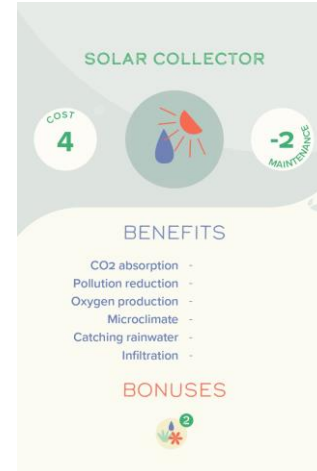 SOLAR COLLECTOR
COST
4
-2
MAINTENANCE
BENEFITS
CO2 absorption -
Pollution reduction -
Oxygen production -
Microclimate -
Catching rainwater -
Infiltration -
BONUSES
2